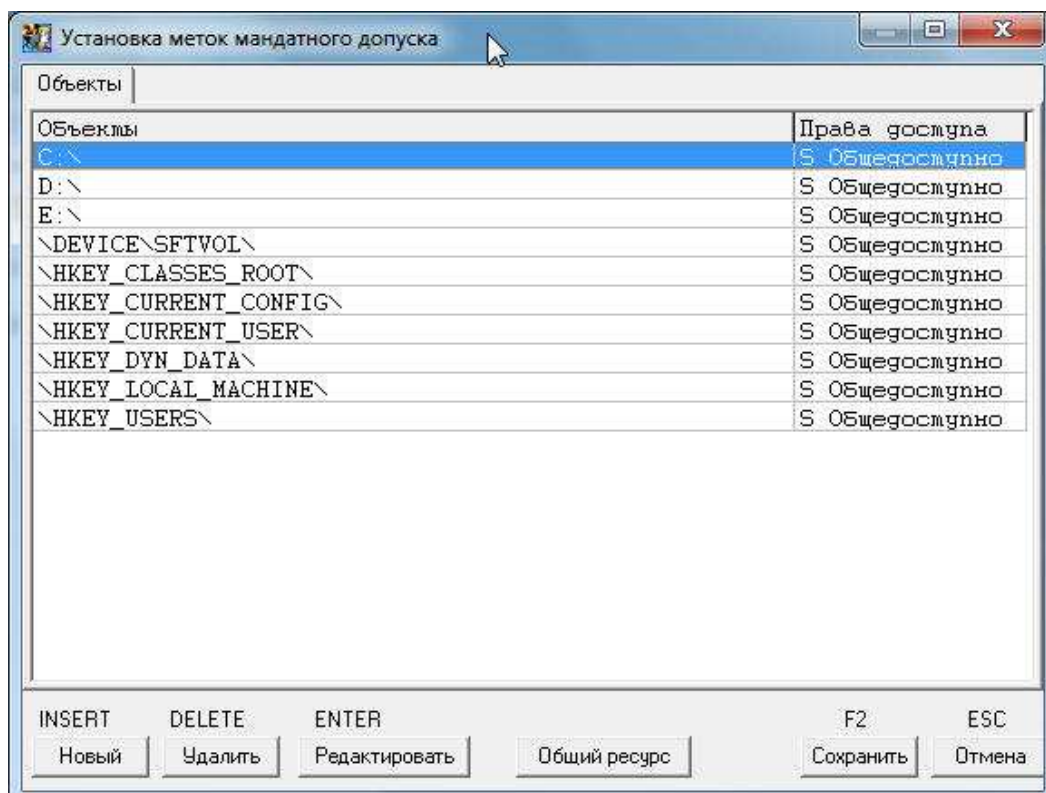 Установка меток мандатного допуска
Объекты
Объекты Права доступа
C:\ S Общедоступно
D:\ S Общедоступно
E:\ S Общедоступно
\DEVICE\SFTVOL\ S Общедоступно
\HKEY_CLASSES_ROOT\ S Общедоступно
\HKEY_CURRENT_CONFIG\ S Общедоступно
\HKEY_CURRENT_USER\ S Общедоступно
\HKEY_DYN_DATA\ S Общедоступно
\HKEY_LOCAL_MACHINE\ S Общедоступно
\HKEY_USERS\ S Общедоступно
INSERT DELETE ENTER F2 ESC
Новый Удалить Редактировать Общий ресурс Сохранить Отмена